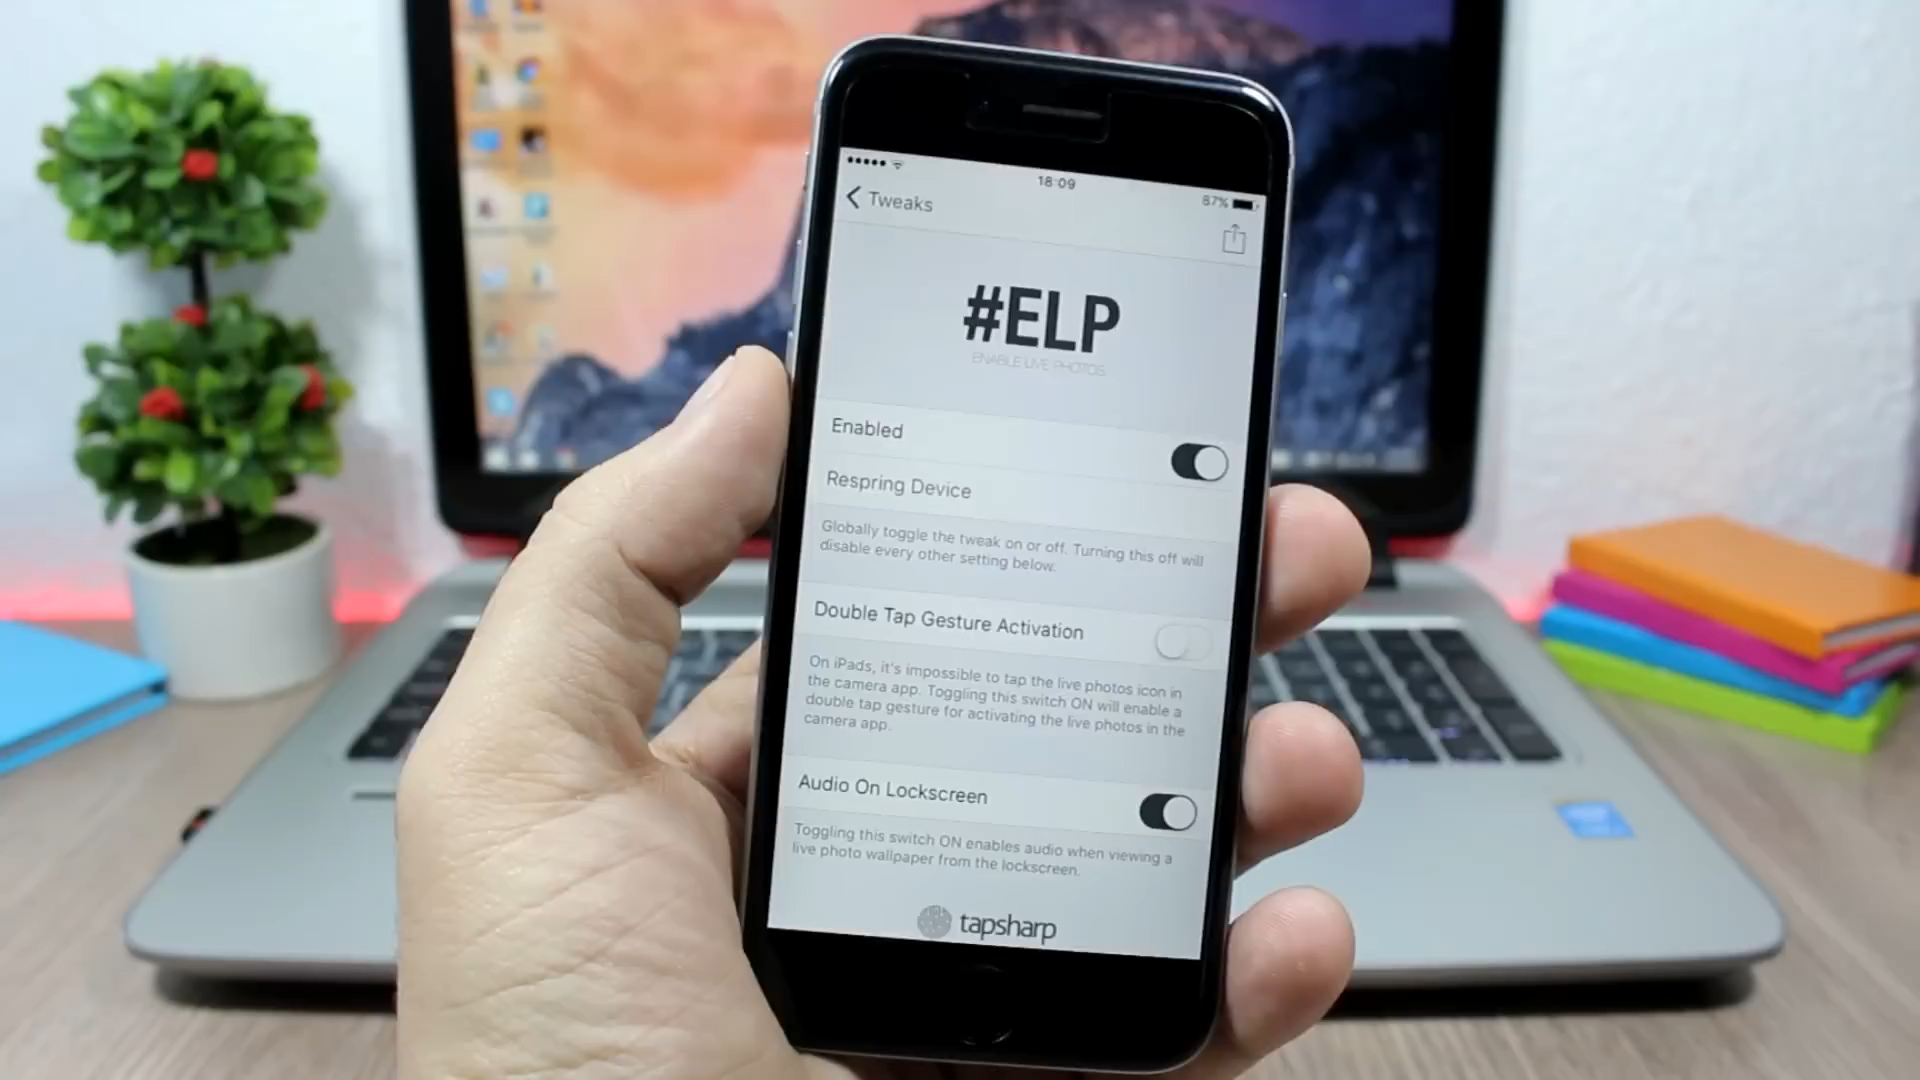 18:09
87%
Tweaks
#ELP
ENABLE LIVE PHOTOS
Enabled
Respring Device
Globally toggle the tweak on or off. Turning this off will
disable every other setting below.
Double Tap Gesture Activation
On iPads, it's impossible to tap the live photos icon in
the camera app. Toggling this switch ON will enable a
double tap gesture for activating the live photos in the
camera app.
Audio On Lockscreen
Toggling this switch ON enables audio when viewing a
live photo wallpaper from the lockscreen.
tapsharp